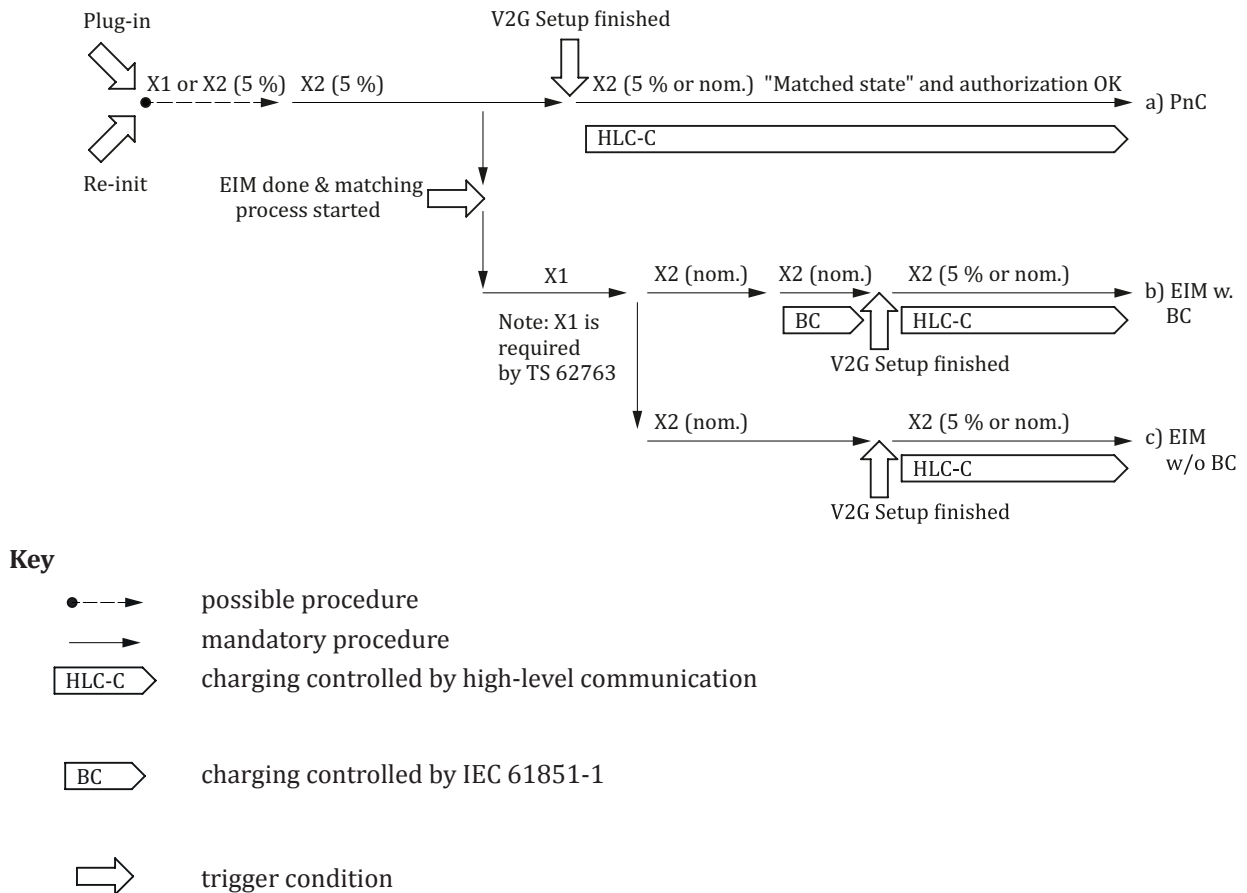 Plug-in
V2G Setup finished
X1 or X2 (5 %)
X2 (5 %)
X2 (5 % or nom.) "Matched state" and authorization OK
a) PnC
HLC-C
Re-init
EIM done & matching
process started
X1
X2 (nom.)
X2 (nom.)
X2 (5 % or nom.)
b) EIM w.
BC
BC
HLC-C
Note: X1 is
required
by TS 62763
V2G Setup finished
X2 (nom.)
X2 (5 % or nom.)
c) EIM
w/o BC
HLC-C
V2G Setup finished
Key
possible procedure
mandatory procedure
HLC-C
charging controlled by high-level communication
BC
charging controlled by IEC 61851-1
trigger condition